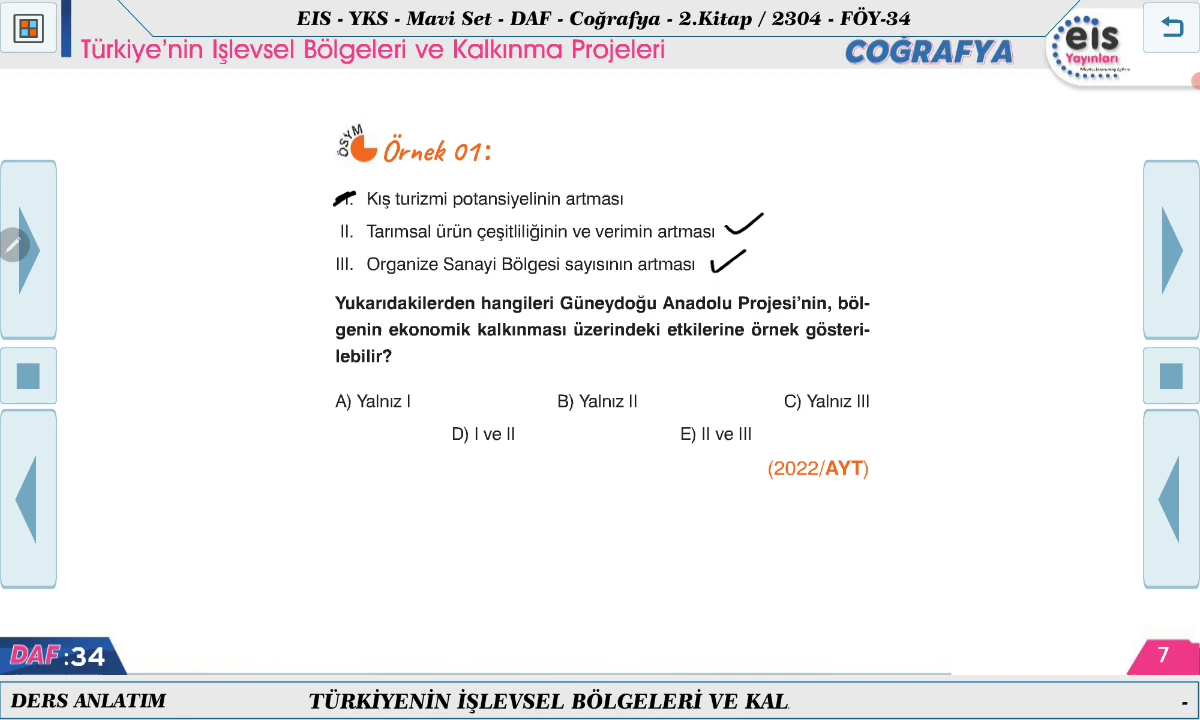 EIS - YKS - Mavi Set - DAF - Coğrafya - 2.Kitap / 2304 - FÖY-34
Türkiye'nin İşlevsel Bölgeleri ve Kalkınma Projeleri
COĞRAFYA
eis
Yayınları
ÖSYM
Örnek 01:
I. Kış turizmi potansiyelinin artması
II. Tarımsal ürün çeşitliliğinin ve verimin artması
III. Organize Sanayi Bölgesi sayısının artması
Yukarıdakilerden hangileri Güneydoğu Anadolu Projesi'nin, böl-
genin ekonomik kalkınması üzerindeki etkilerine örnek gösteri-
lebilir?
A) Yalnız I B) Yalnız II C) Yalnız III
D) I ve II E) II ve III
(2022/AYT)
DAF :34
7
DERS ANLATIM TÜRKİYENİN İŞLEVSEL BÖLGELERİ VE KAL -